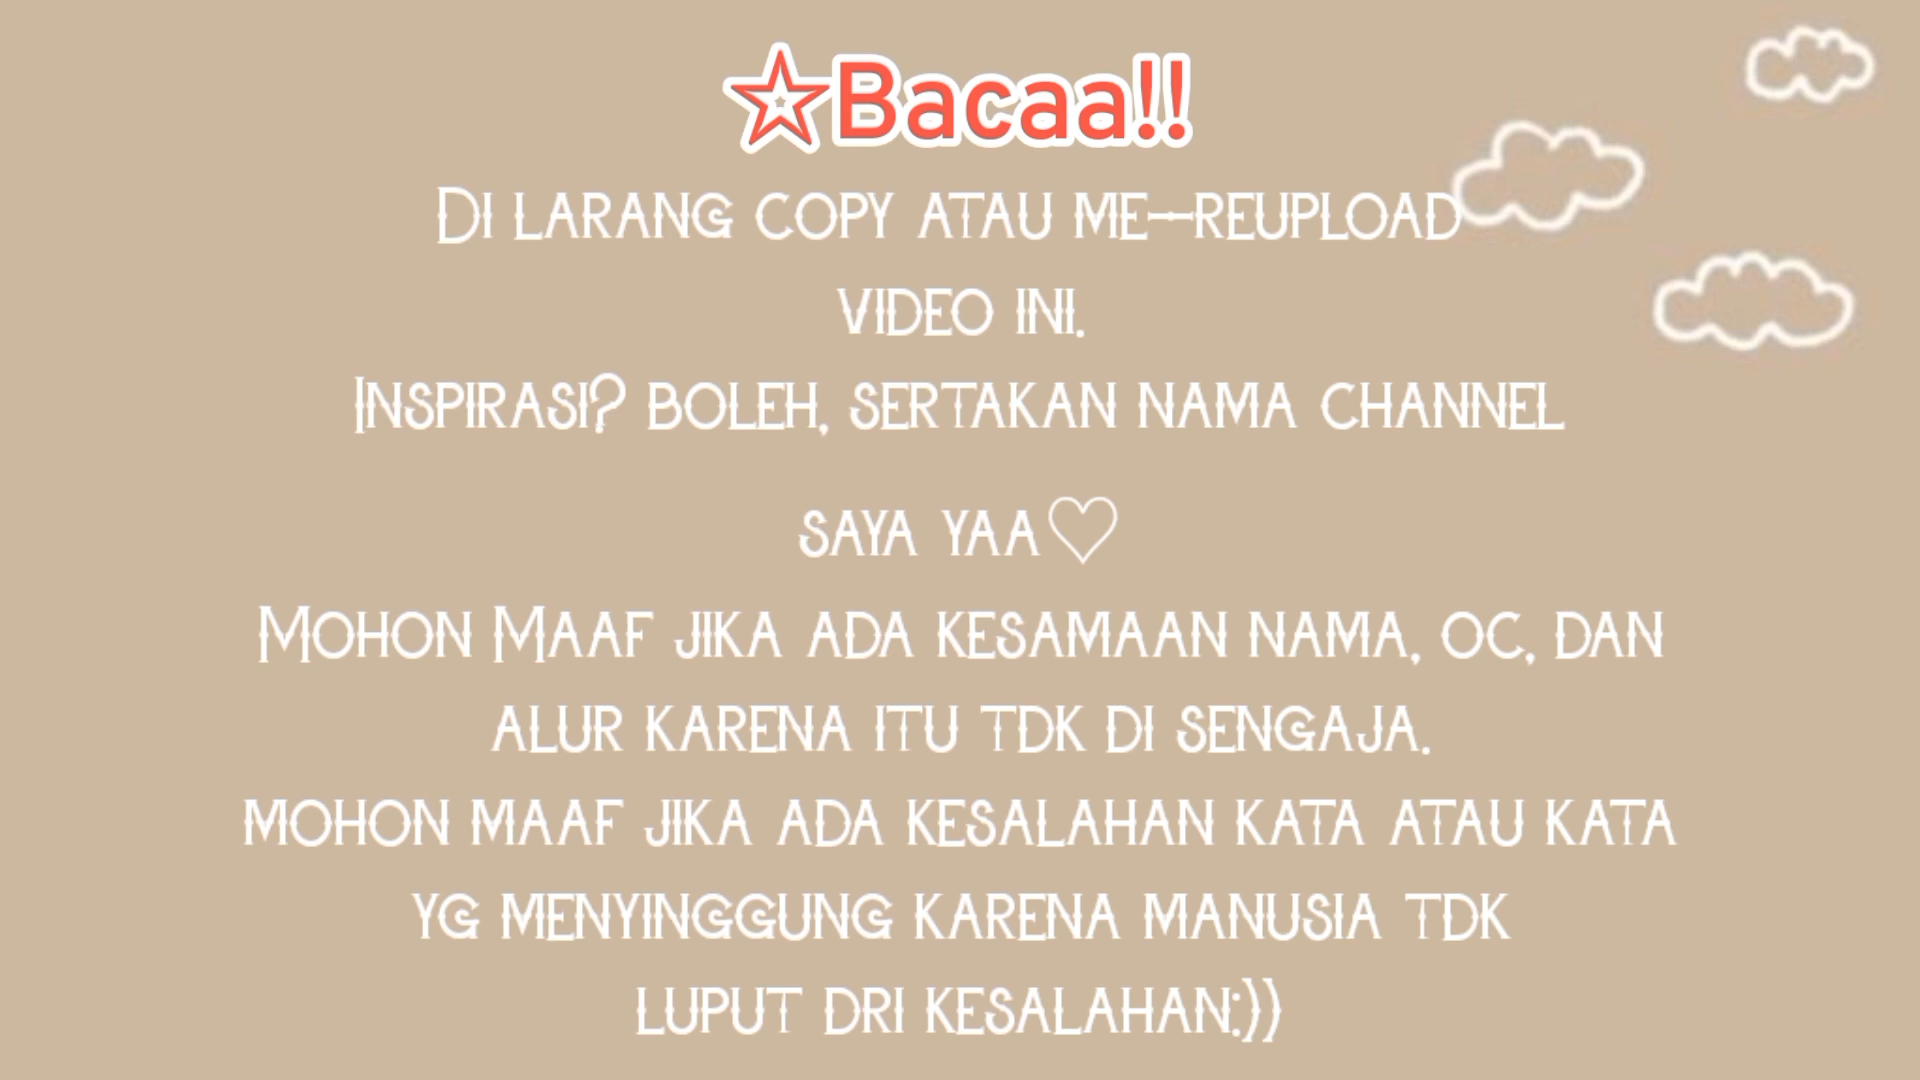 ☆Bacaa!!
Di larang copy atau me-reupload
video ini.
Inspirasi? boleh, sertakan nama channel
saya yaa♡
Mohon Maaf jika ada kesamaan nama, oc, dan
alur karena itu tdk di sengaja.
mohon maaf jika ada kesalahan kata atau kata
yg menyinggung karena manusia tdk
luput dri kesalahan:))